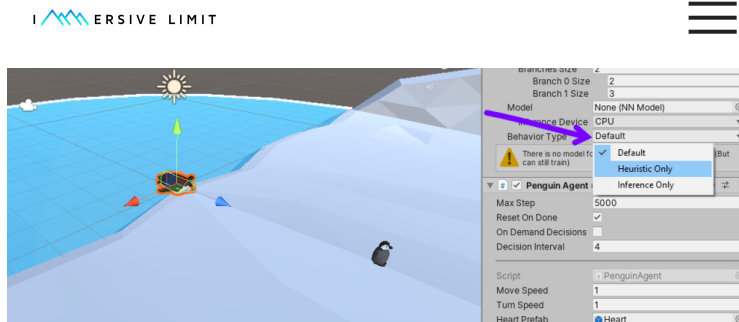 IMMERSIVE LIMIT
Branches Size 2
Branch 0 Size 2
Branch 1 Size 3
Model None (NN Model)
Inference Device CPU
Behavior Type Default
There is no model fo (But
can still train)
Default
Heuristic Only
Inference Only
# Penguin Agent
Max Step 5000
Reset On Done
On Demand Decisions
Decision Interval 4
Script PenguinAgent
Move Speed 1
Turn Speed 1
Heart Prefab Heart